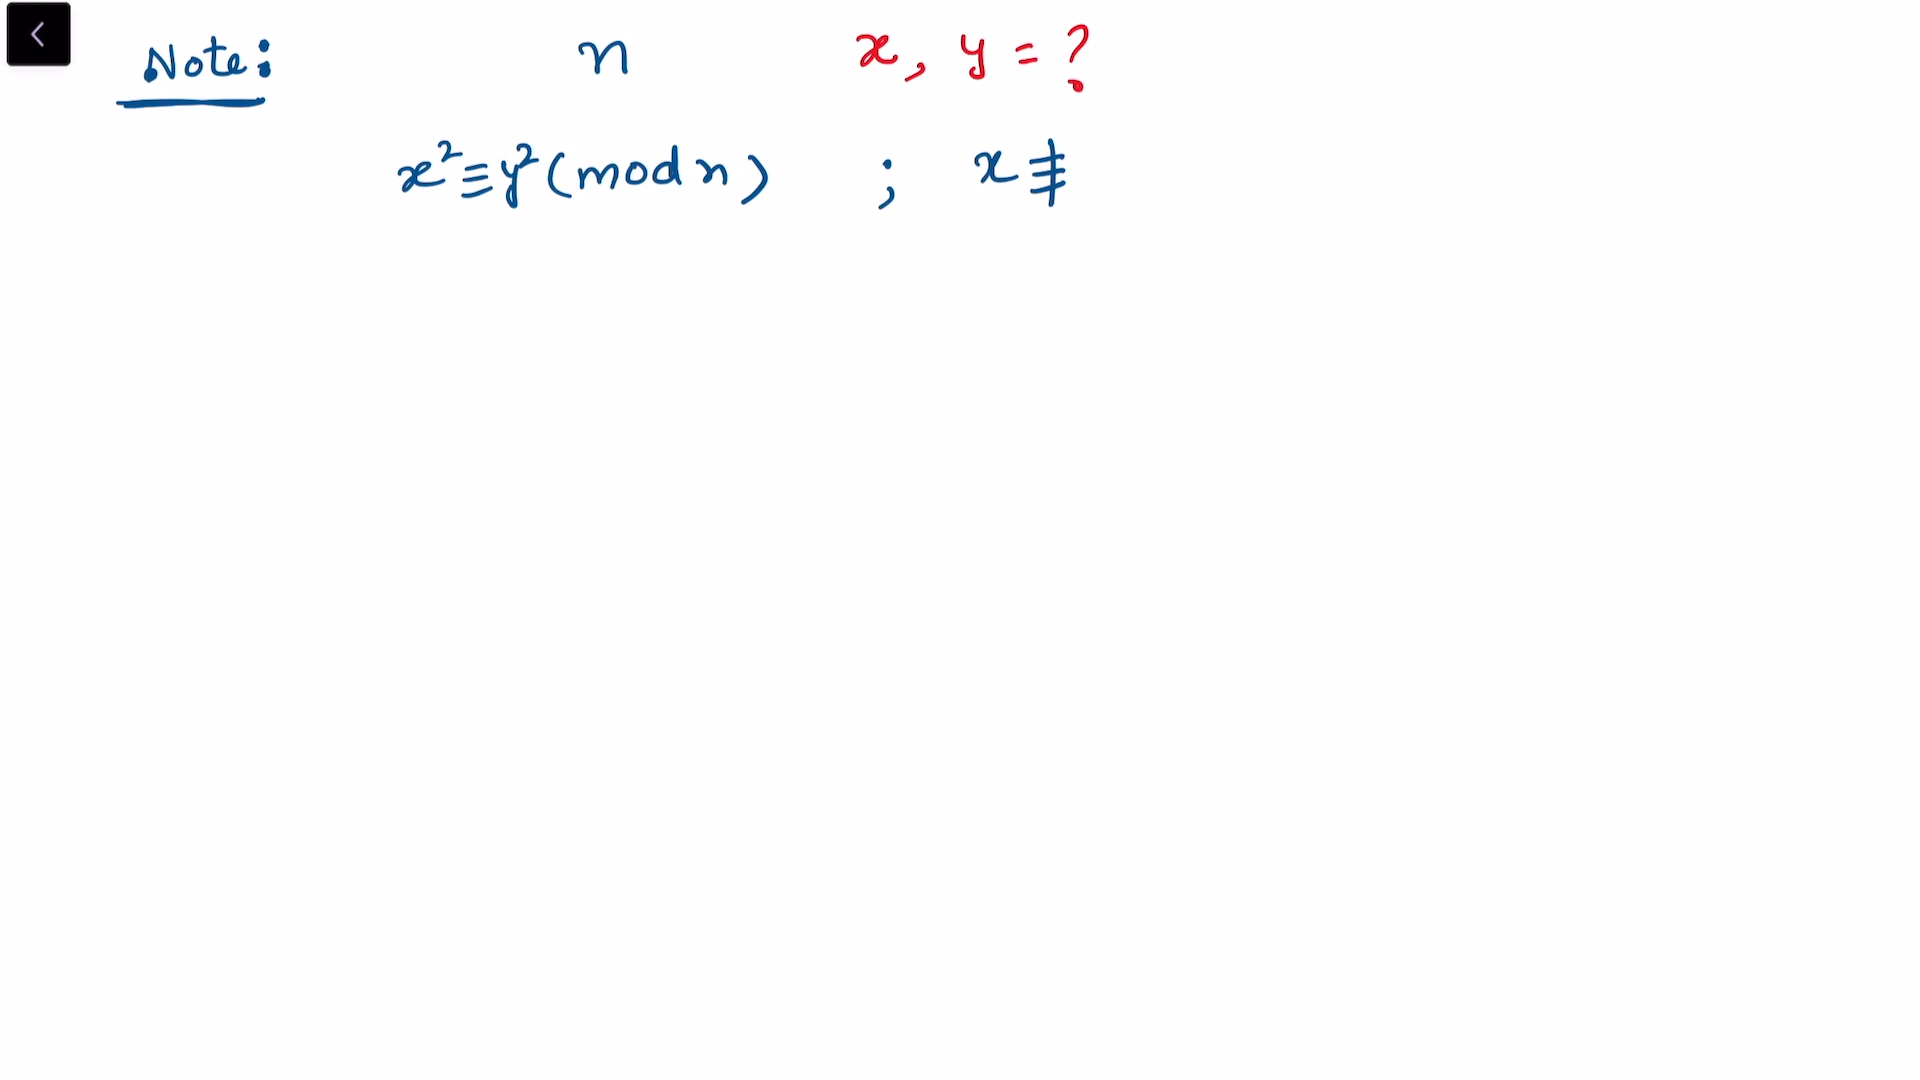 Note: n x, y = ?
x² ≡ y² (mod n) ; x ≢